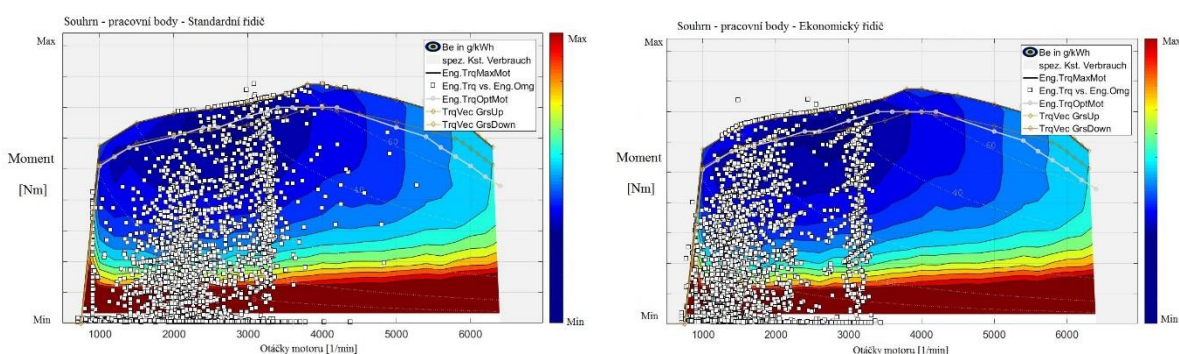 Souhrn - pracovní body - Standardní řidič
Max
Moment
[Nm]
Min
1000 2000 3000 4000 5000 6000
Otáčky motoru [1/min]
60
40
Be in g/kWh
spez. Kst. Verbrauch
Eng.TrqMaxMot
Eng.Trq vs. Eng.Omg
Eng.TrqOptMot
TrqVec GrsUp
TrqVec GrsDown
Max
Min
Souhrn - pracovní body - Ekonomický řidič
Max
Moment
[Nm]
Min
1000 2000 3000 4000 5000 6000
Otáčky motoru [1/min]
60
40
Be in g/kWh
spez. Kst. Verbrauch
Eng.TrqMaxMot
Eng.Trq vs. Eng.Omg
Eng.TrqOptMot
TrqVec GrsUp
TrqVec GrsDown
Max
Min